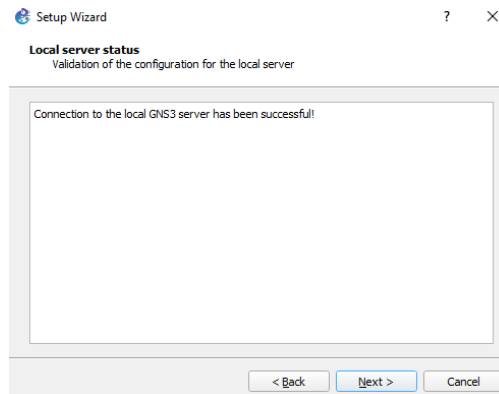 Setup Wizard ?
Local server status
Validation of the configuration for the local server
Connection to the local GNS3 server has been successful!
< Back Next > Cancel